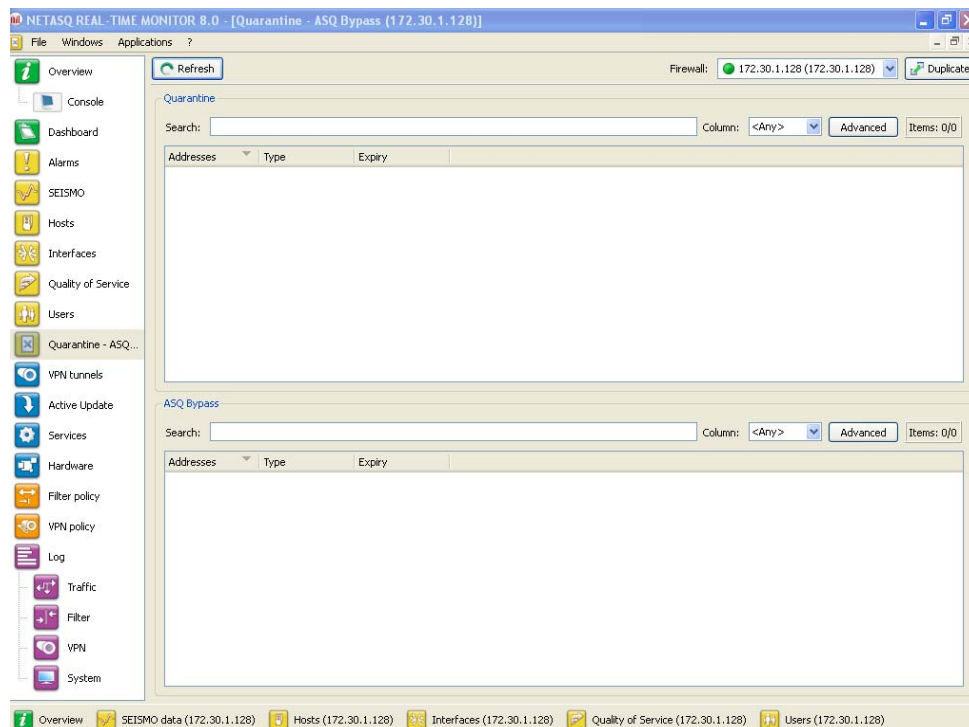 NETASQ REAL-TIME MONITOR 8.0 - [Quarantine - ASQ Bypass (172.30.1.128)]
File Windows Applications ?
Overview
Console
Dashboard
Alarms
SEISMO
Hosts
Interfaces
Quality of Service
Users
Quarantine - ASQ...
VPN tunnels
Active Update
Services
Hardware
Filter policy
VPN policy
Log
Traffic
Filter
VPN
System
Refresh
Firewall: 172.30.1.128 (172.30.1.128) Duplicate
Quarantine
Search: Column: <Any> Advanced Items: 0/0
Addresses Type Expiry
ASQ Bypass
Search: Column: <Any> Advanced Items: 0/0
Addresses Type Expiry
Overview SEISMO data (172.30.1.128) Hosts (172.30.1.128) Interfaces (172.30.1.128) Quality of Service (172.30.1.128) Users (172.30.1.128)